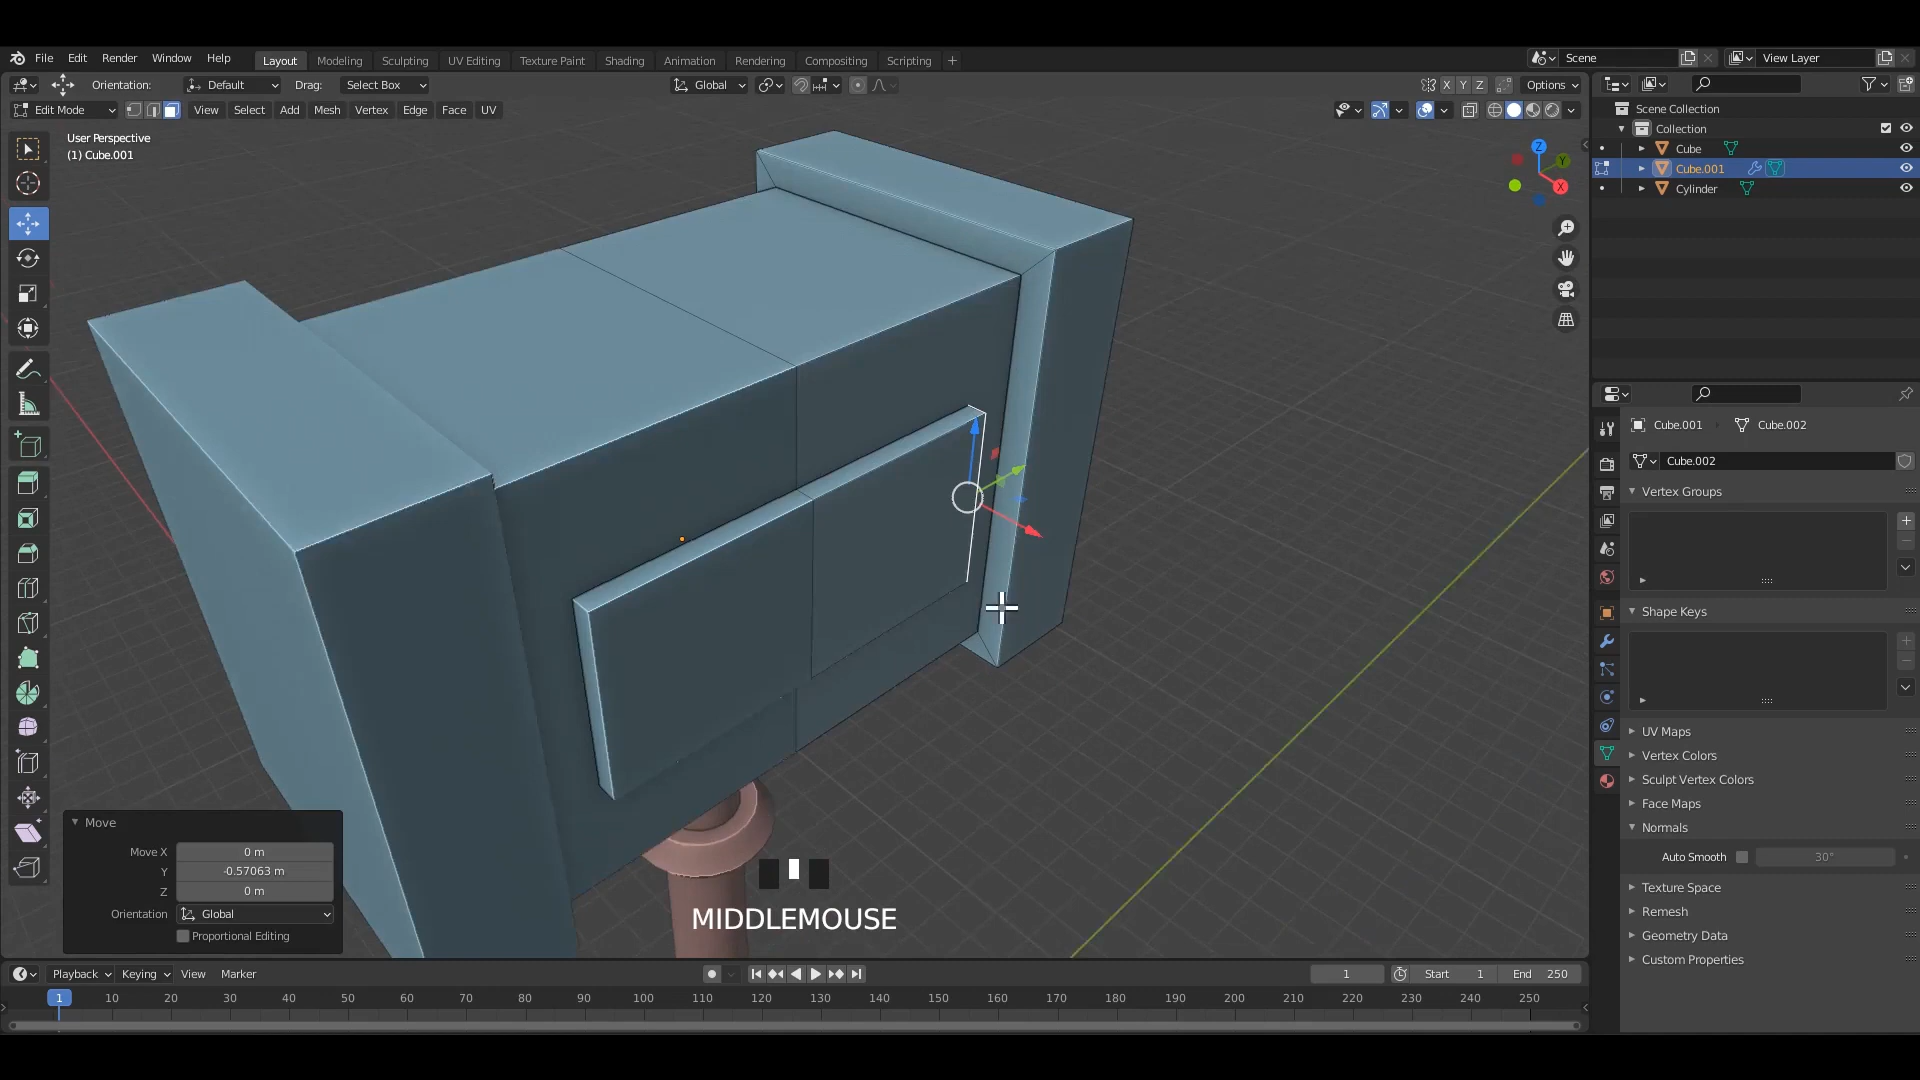 File Edit Render Window Help Layout Modeling Sculpting UV Editing Texture Paint Shading Animation Rendering Compositing Scripting + Scene View Layer
Orientation: Default Drag: Select Box Global X Y Z Options
Edit Mode View Select Add Mesh Vertex Edge Face UV
User Perspective
(1) Cube.001
Z
Y
X
Scene Collection
Collection
Cube
Cube.001
Cylinder
Cube.001 Cube.002
Cube.002
Vertex Groups
Shape Keys
UV Maps
Vertex Colors
Sculpt Vertex Colors
Face Maps
Normals
Auto Smooth 30°
Texture Space
Remesh
Geometry Data
Custom Properties
Move
Move X 0 m
Y -0.57063 m
Z 0 m
Orientation Global
Proportional Editing
MIDDLEMOUSE
Playback Keying View Marker 1 Start 1 End 250
1 10 20 30 40 50 60 70 80 90 100 110 120 130 140 150 160 170 180 190 200 210 220 230 240 250